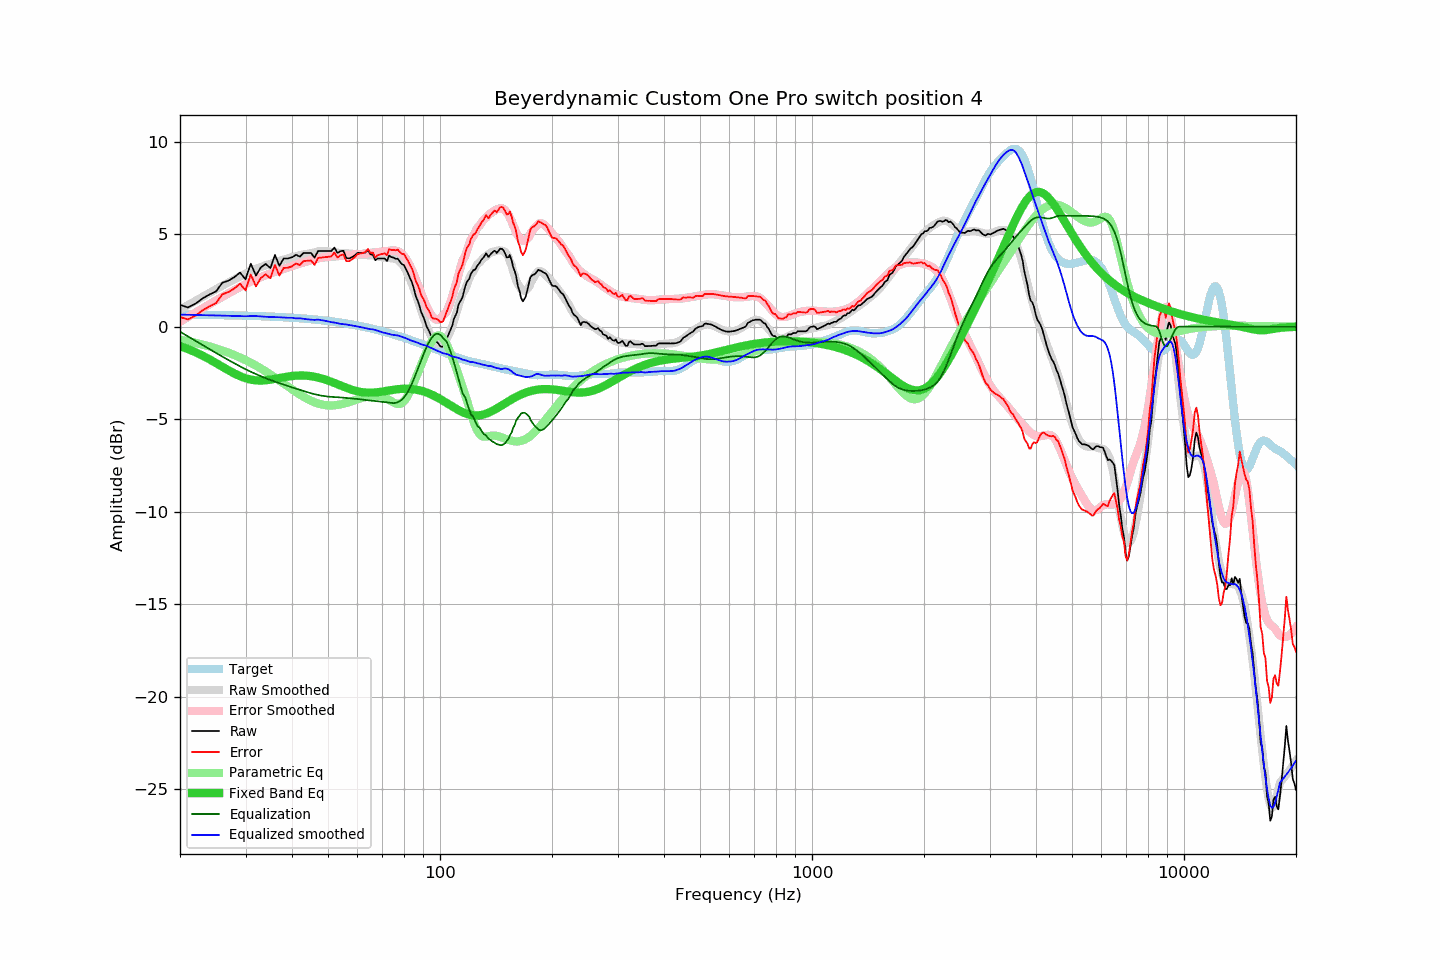 Beyerdynamic Custom One Pro switch position 4
10
5
0
−5
−10
−15
−20
−25
Amplitude (dBr)
Target
Raw Smoothed
Error Smoothed
Raw
Error
Parametric Eq
Fixed Band Eq
Equalization
Equalized smoothed
100
1000
10000
Frequency (Hz)